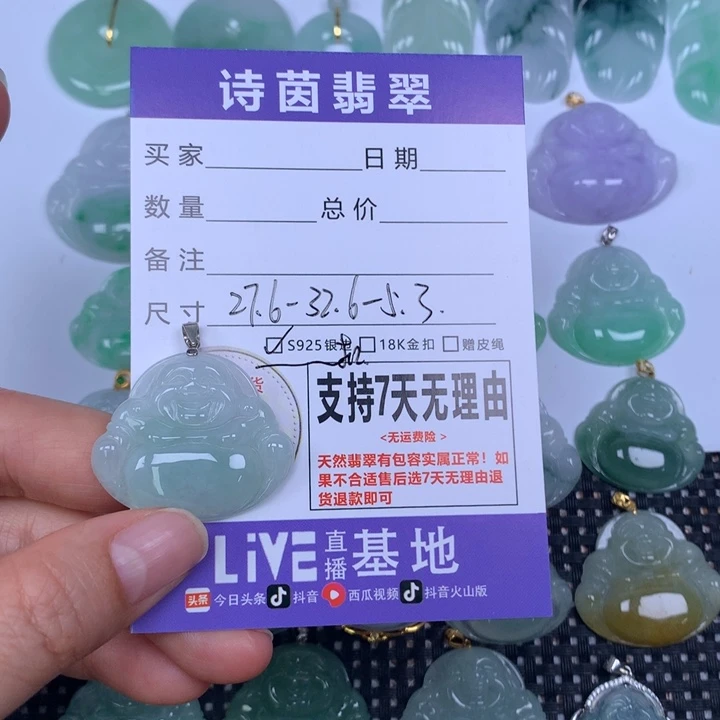 诗茵翡翠
买家 日期
数量 总价
备注
尺寸 27.6-32.6-5.3.
S925银 18K金扣 赠皮绳
货
支持7天无理由
<无运费险>
天然翡翠有包容实属正常！如
果不合适售后选7天无理由退
货退款即可
LiVE直播基地
头条 今日头条 抖音 西瓜视频 抖音火山版